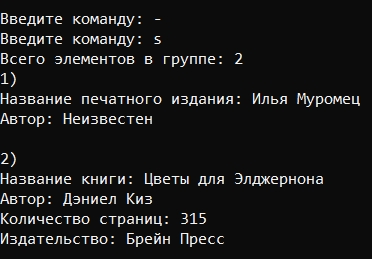 Введите команду: -
Введите команду: s
Всего элементов в группе: 2
1)
Название печатного издания: Илья Муромец
Автор: Неизвестен
2)
Название книги: Цветы для Элджернона
Автор: Дэниел Киз
Количество страниц: 315
Издательство: Брейн Пресс